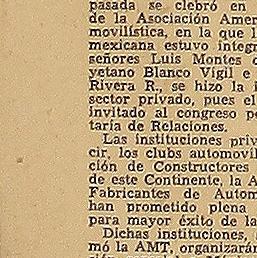 pasada se celebró en
de la Asociación Amer
movilística, en la que l
mexicana estuvo integr
señores Luis Montes d
yetano Blanco Vigil e
Rivera R., se hizo la i
sector privado, pues el
invitado al congreso p
taría de Relaciones.
Las instituciones priv
cir, los clubs automovil
ción de Constructores
de este Continente, la A
Fabricantes de Autom
han prometido plena
para mayor éxito de la
Dichas instituciones,
mó la AMT, organizarán